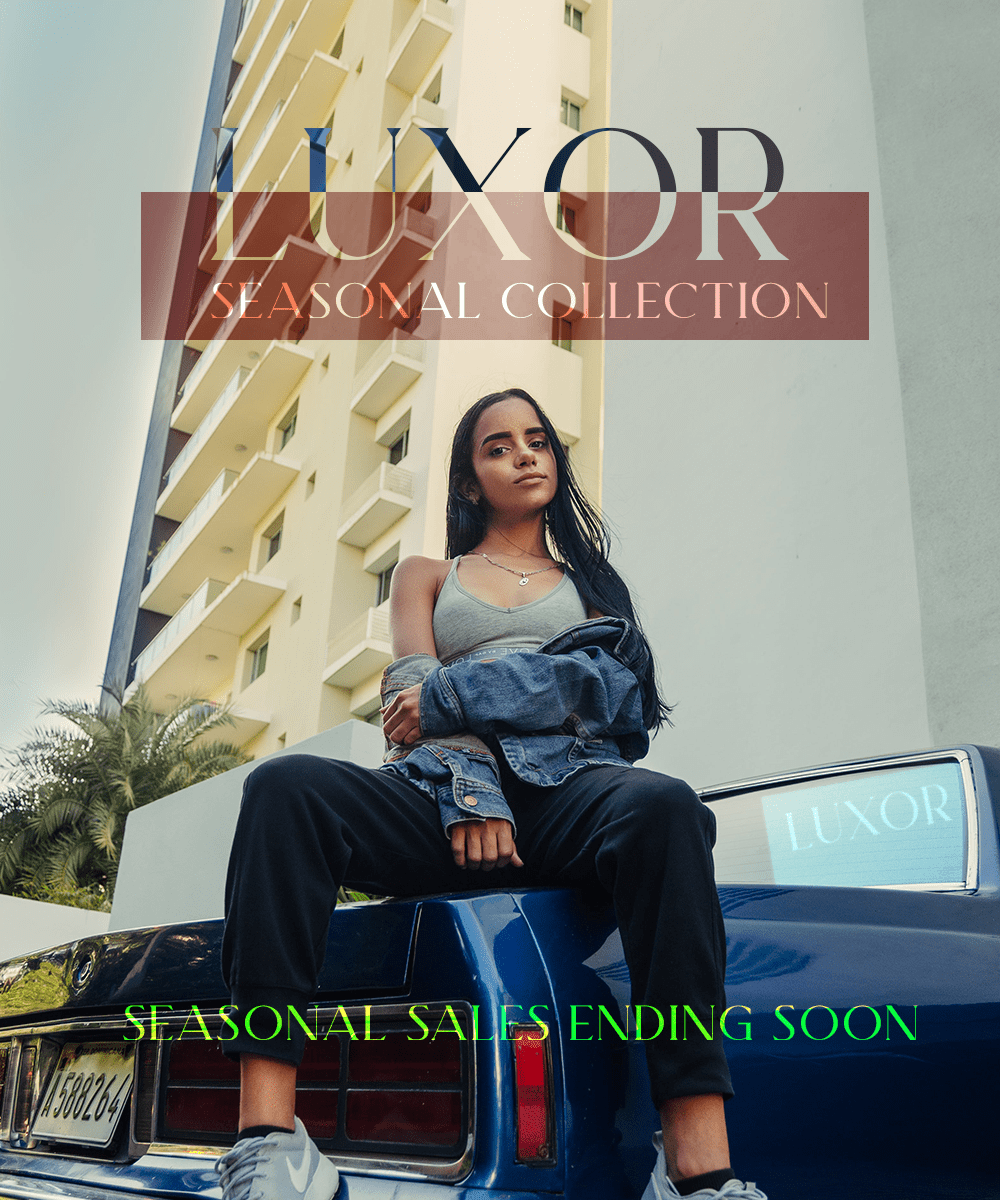 LUXOR
SEASONAL COLLECTION
LUXOR
SEASONAL SALES ENDING SOON
A588264